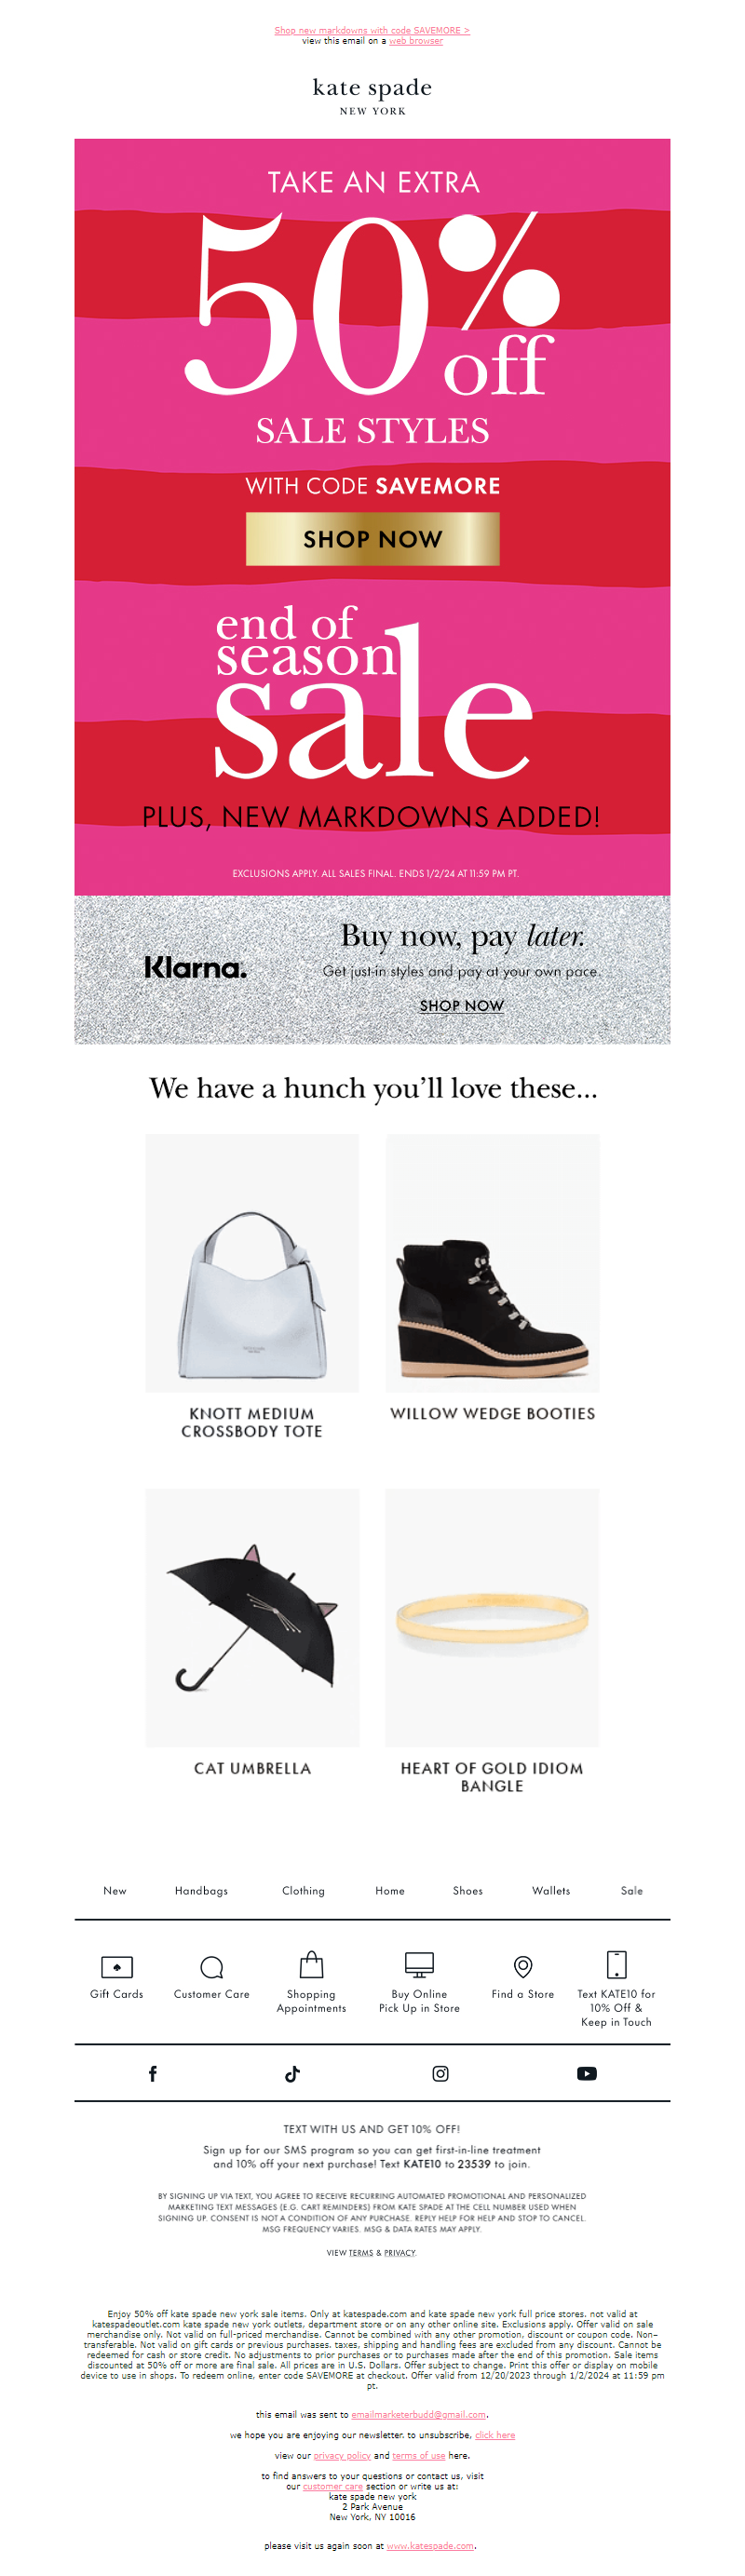 Shop new markdowns with code SAVEMORE >
view this email on a web browser
kate spade
NEW YORK
TAKE AN EXTRA
50%
off
SALE STYLES
WITH CODE SAVEMORE
SHOP NOW
end of
season
sale
PLUS, NEW MARKDOWNS ADDED!
EXCLUSIONS APPLY. ALL SALES FINAL. ENDS 1/2/24 AT 11:59 PM PT.
Klarna.
Buy now, pay later.
Get just-in styles and pay at your own pace.
SHOP NOW
We have a hunch you'll love these...
KNOTT MEDIUM
CROSSBODY TOTE
WILLOW WEDGE BOOTIES
CAT UMBRELLA
HEART OF GOLD IDIOM
BANGLE
New Handbags Clothing Home Shoes Wallets Sale
Gift Cards
Customer Care
Shopping
Appointments
Buy Online
Pick Up in Store
Find a Store
Text KATE10 for
10% Off &
Keep in Touch
TEXT WITH US AND GET 10% OFF!
Sign up for our SMS program so you can get first-in-line treatment
and 10% off your next purchase! Text KATE10 to 23539 to join.
BY SIGNING UP VIA TEXT, YOU AGREE TO RECEIVE RECURRING AUTOMATED PROMOTIONAL AND PERSONALIZED
MARKETING TEXT MESSAGES (E.G. CART REMINDERS) FROM KATE SPADE AT THE CELL NUMBER USED WHEN
SIGNING UP. CONSENT IS NOT A CONDITION OF ANY PURCHASE. REPLY HELP FOR HELP AND STOP TO CANCEL.
MSG FREQUENCY VARIES. MSG & DATA RATES MAY APPLY.
VIEW TERMS & PRIVACY.
Enjoy 50% off kate spade new york sale items. Only at katespade.com and kate spade new york full price stores. not valid at
katespadeoutlet.com kate spade new york outlets, department store or on any other online site. Exclusions apply. Offer valid on sale
merchandise only. Not valid on full-priced merchandise. Cannot be combined with any other promotion, discount or coupon code. Non-
transferable. Not valid on gift cards or previous purchases. taxes, shipping and handling fees are excluded from any discount. Cannot be
redeemed for cash or store credit. No adjustments to prior purchases or to purchases made after the end of this promotion. Sale items
discounted at 50% off or more are final sale. All prices are in U.S. Dollars. Offer subject to change. Print this offer or display on mobile
device to use in shops. To redeem online, enter code SAVEMORE at checkout. Offer valid from 12/20/2023 through 1/2/2024 at 11:59 pm
pt.
this email was sent to emailmarketerbudd@gmail.com.
we hope you are enjoying our newsletter. to unsubscribe, click here
view our privacy policy and terms of use here.
to find answers to your questions or contact us, visit
our customer care section or write us at:
kate spade new york
2 Park Avenue
New York, NY 10016
please visit us again soon at www.katespade.com.